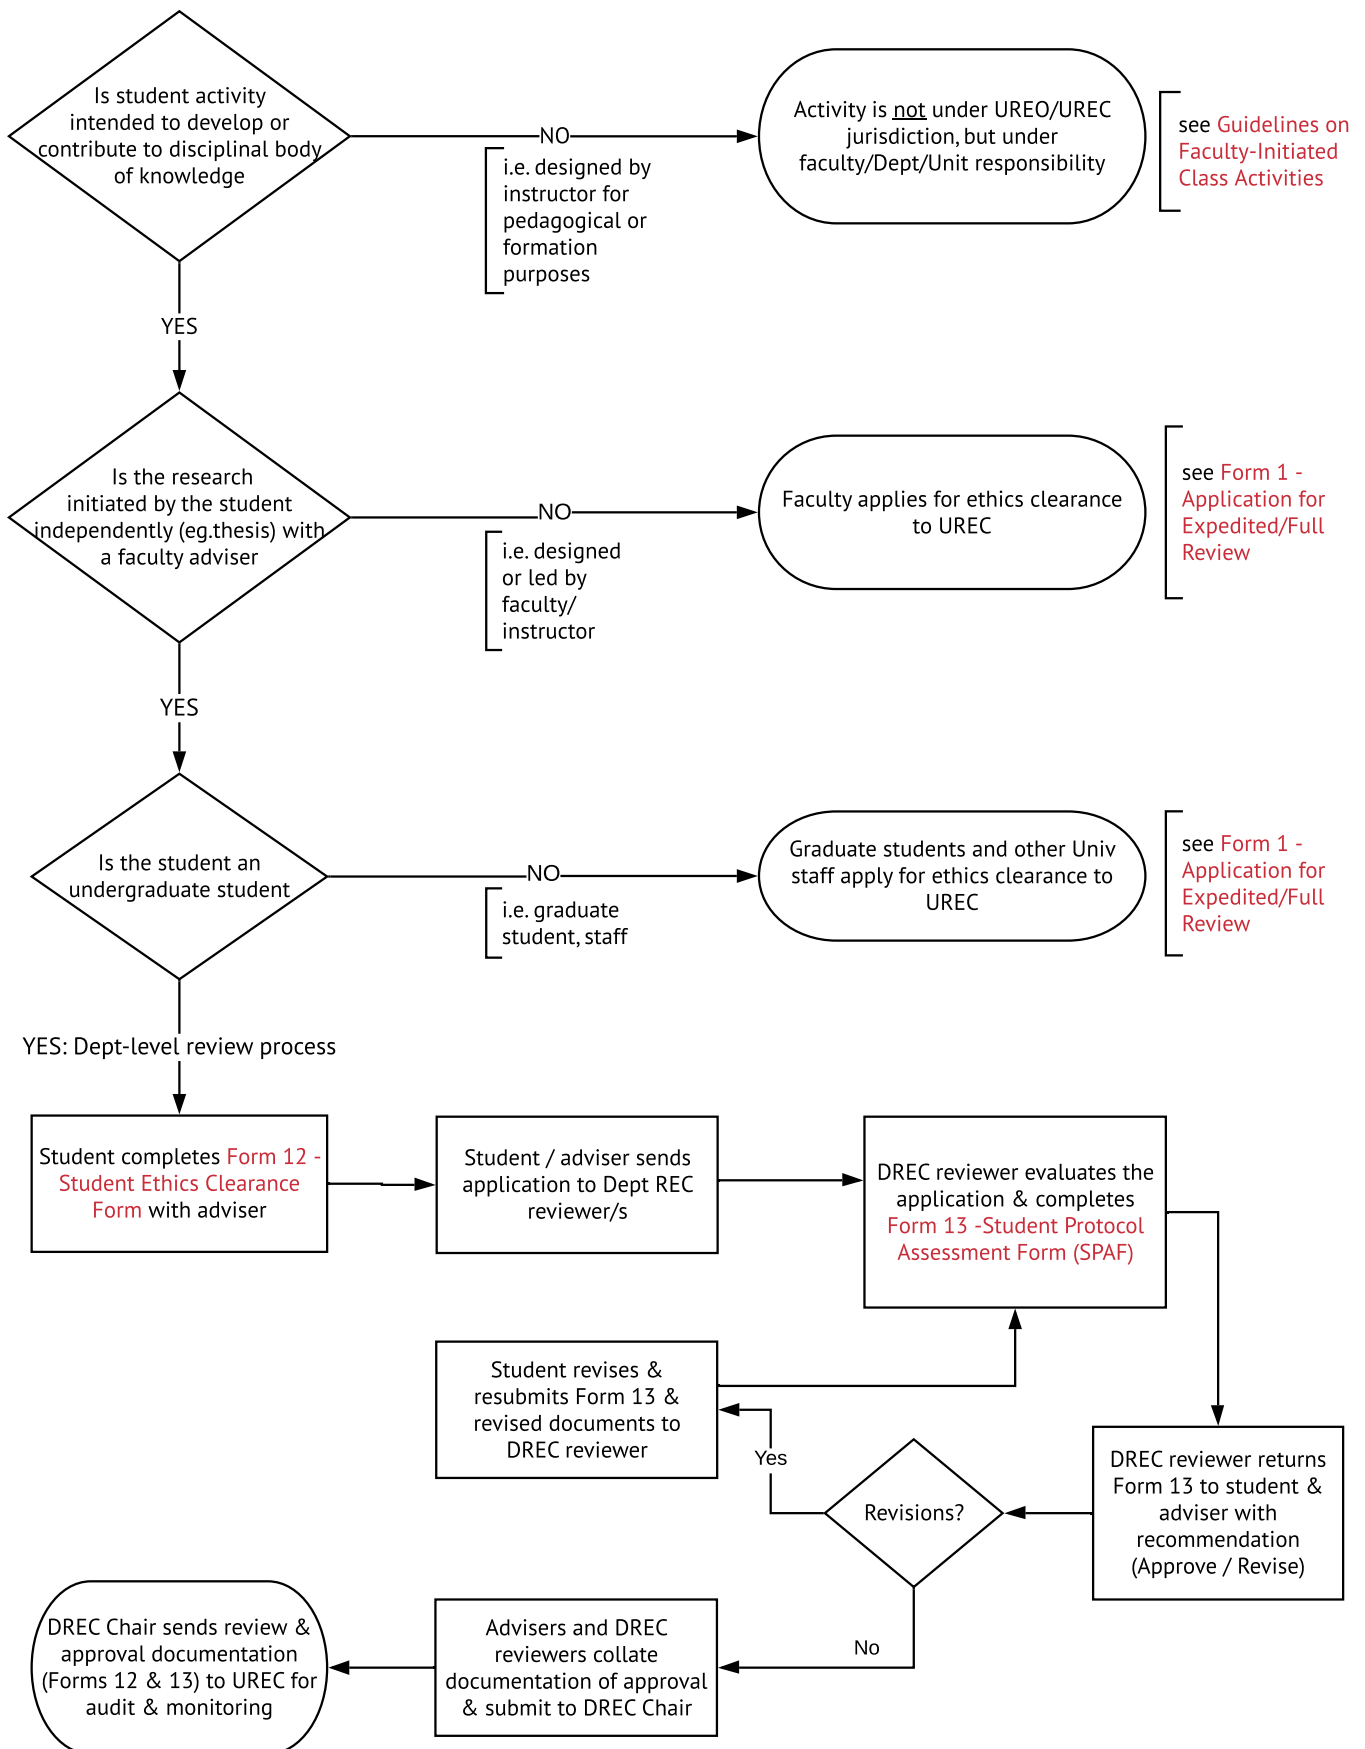 Is student activity
intended to develop or
contribute to disciplinal body
of knowledge
NO
i.e. designed by
instructor for
pedagogical or
formation
purposes
Activity is not under UREO/UREC
jurisdiction, but under
faculty/Dept/Unit responsibility
see Guidelines on
Faculty-Initiated
Class Activities
YES
Is the research
initiated by the student
independently (eg.thesis) with
a faculty adviser
NO
i.e. designed
or led by
faculty/
instructor
Faculty applies for ethics clearance
to UREC
see Form 1 -
Application for
Expedited/Full
Review
YES
Is the student an
undergraduate student
NO
i.e. graduate
student, staff
Graduate students and other Univ
staff apply for ethics clearance to
UREC
see Form 1 -
Application for
Expedited/Full
Review
YES: Dept-level review process
Student completes Form 12 -
Student Ethics Clearance
Form with adviser
Student / adviser sends
application to Dept REC
reviewer/s
DREC reviewer evaluates the
application & completes
Form 13 -Student Protocol
Assessment Form (SPAF)
Student revises &
resubmits Form 13 &
revised documents to
DREC reviewer
Yes
Revisions?
DREC reviewer returns
Form 13 to student &
adviser with
recommendation
(Approve / Revise)
No
Advisers and DREC
reviewers collate
documentation of approval
& submit to DREC Chair
DREC Chair sends review &
approval documentation
(Forms 12 & 13) to UREC for
audit & monitoring